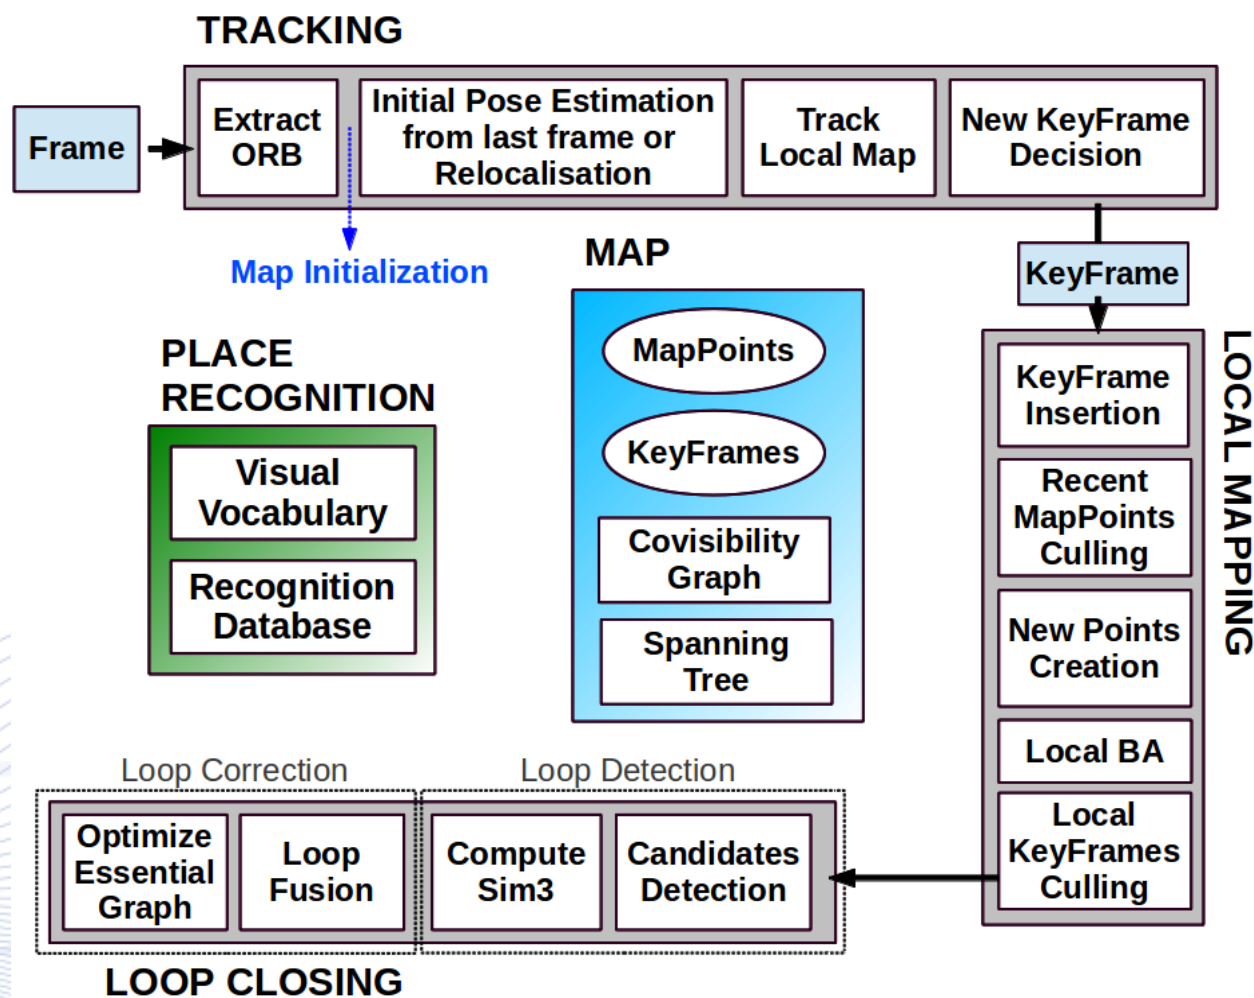 TRACKING
Frame
Extract
ORB
Initial Pose Estimation
from last frame or
Relocalisation
Track
Local Map
New KeyFrame
Decision
Map Initialization
MAP
KeyFrame
PLACE
RECOGNITION
Visual
Vocabulary
Recognition
Database
MapPoints
KeyFrames
Covisibility
Graph
Spanning
Tree
LOCAL MAPPING
KeyFrame
Insertion
Recent
MapPoints
Culling
New Points
Creation
Local BA
Local
KeyFrames
Culling
Loop Correction
Loop Detection
Optimize
Essential
Graph
Loop
Fusion
Compute
Sim3
Candidates
Detection
LOOP CLOSING